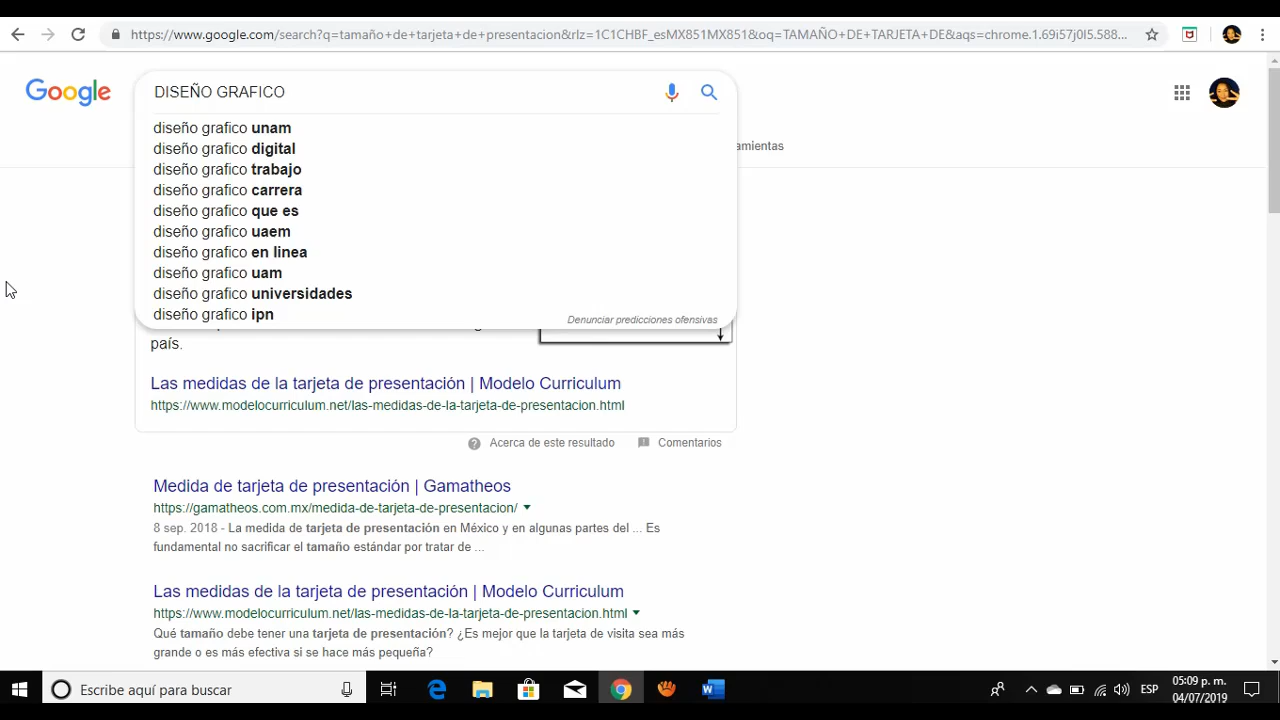 https://www.google.com/search?q=tamaño+de+tarjeta+de+presentacion&rlz=1C1CHBF_esMX851MX851&oq=TAMAÑO+DE+TARJETA+DE&aqs=chrome.1.69i57j0l5.588...
Google
DISEÑO GRAFICO
diseño grafico unam
diseño grafico digital
amientas
diseño grafico trabajo
diseño grafico carrera
diseño grafico que es
diseño grafico uaem
diseño grafico en linea
diseño grafico uam
diseño grafico universidades
diseño grafico ipn
Denunciar predicciones ofensivas
país.
Las medidas de la tarjeta de presentación | Modelo Curriculum
https://www.modelocurriculum.net/las-medidas-de-la-tarjeta-de-presentacion.html
Acerca de este resultado
Comentarios
Medida de tarjeta de presentación | Gamatheos
https://gamatheos.com.mx/medida-de-tarjeta-de-presentacion/
8 sep. 2018 - La medida de tarjeta de presentación en México y en algunas partes del ... Es
fundamental no sacrificar el tamaño estándar por tratar de ...
Las medidas de la tarjeta de presentación | Modelo Curriculum
https://www.modelocurriculum.net/las-medidas-de-la-tarjeta-de-presentacion.html
Qué tamaño debe tener una tarjeta de presentación? ¿Es mejor que la tarjeta de visita sea más
grande o es más efectiva si se hace más pequeña?
Escribe aquí para buscar
ESP
05:09 p. m.
04/07/2019